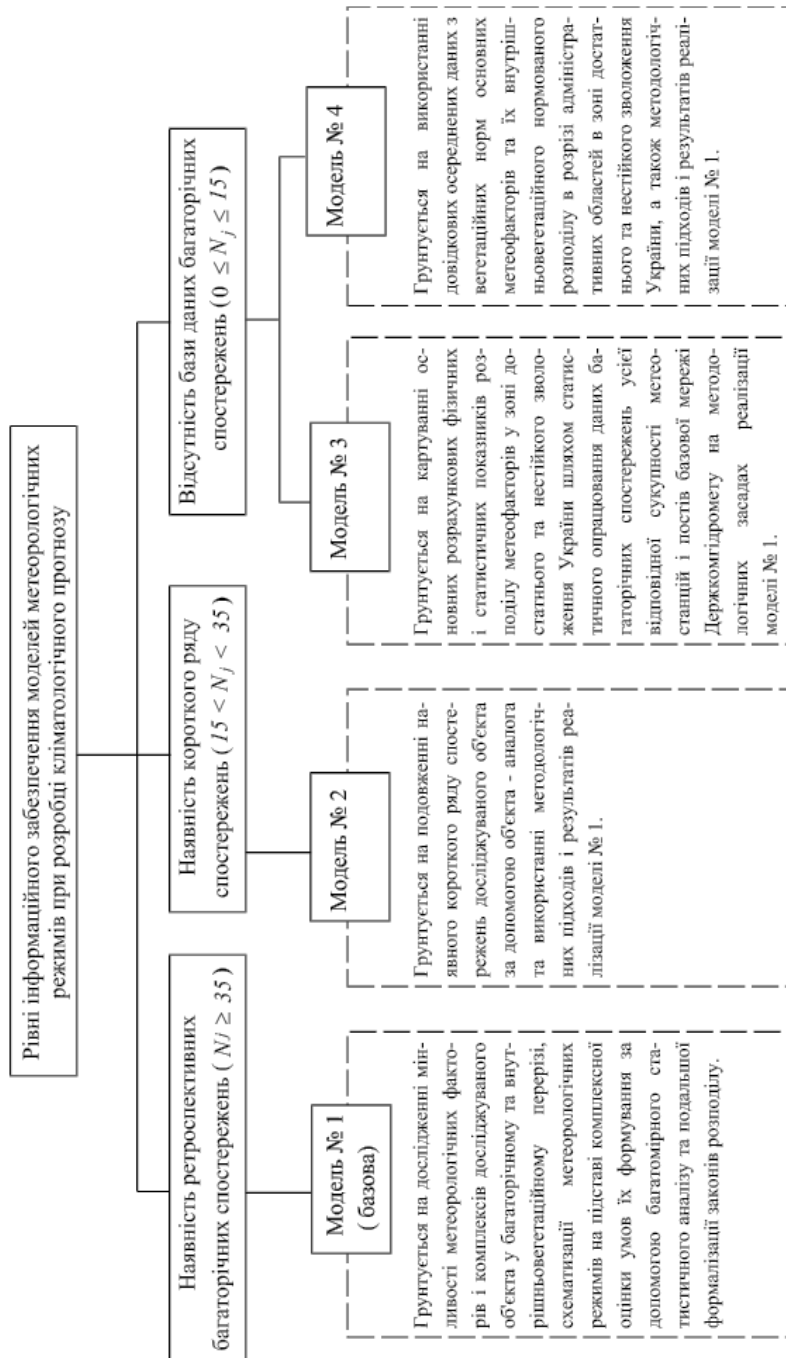 Рівні інформаційного забезпечення моделей метеорологічних
режимів при розробці кліматологічного прогнозу
Наявність ретроспективних
багаторічних спостережень ( Nj ≥ 35)
Наявність короткого ряду
спостережень ( 15 < Nj < 35)
Відсутність бази даних багаторічних
спостережень ( 0 ≤ Nj ≤ 15)
Модель № 1
( базова)
Грунтується на дослідженні мін-
ливості метеорологічних факто-
рів і комплексів досліджуваного
об'єкта у багаторічному та внут-
рішньовегетаційному перерізі,
схематизації метеорологічних
режимів на підставі комплексної
оцінки умов їх формування за
допомогою багатомірного ста-
тистичного аналізу та подальшої
формалізації законів розподілу.
Модель № 2
Грунтується на подовженні на-
явного короткого ряду спосте-
режень досліджуваного об'єкта
за допомогою об'єкта - аналога
та використанні методологіч-
них підходів і результатів реа-
лізації моделі № 1.
Модель № 3
Грунтується на картуванні ос-
новних розрахункових фізичних
і статистичних показників роз-
поділу метеофакторів у зоні до-
статнього та нестійкого зволо-
ження України шляхом статис-
тичного опрацювання даних ба-
гаторічних спостережень усієї
відповідної сукупності метео-
станцій і постів базової мережі
Держкомгідромету на методо-
логічних засадах реалізації
моделі № 1.
Модель № 4
Грунтується на використанні
довідкових осереднених даних з
вегетаційних норм основних
метеофакторів та їх внутріш-
ньовегетаційного нормованого
розподілу в розрізі адміністра-
тивних областей в зоні достат-
нього та нестійкого зволоження
України, а також методологіч-
них підходів і результатів реалі-
зації моделі № 1.